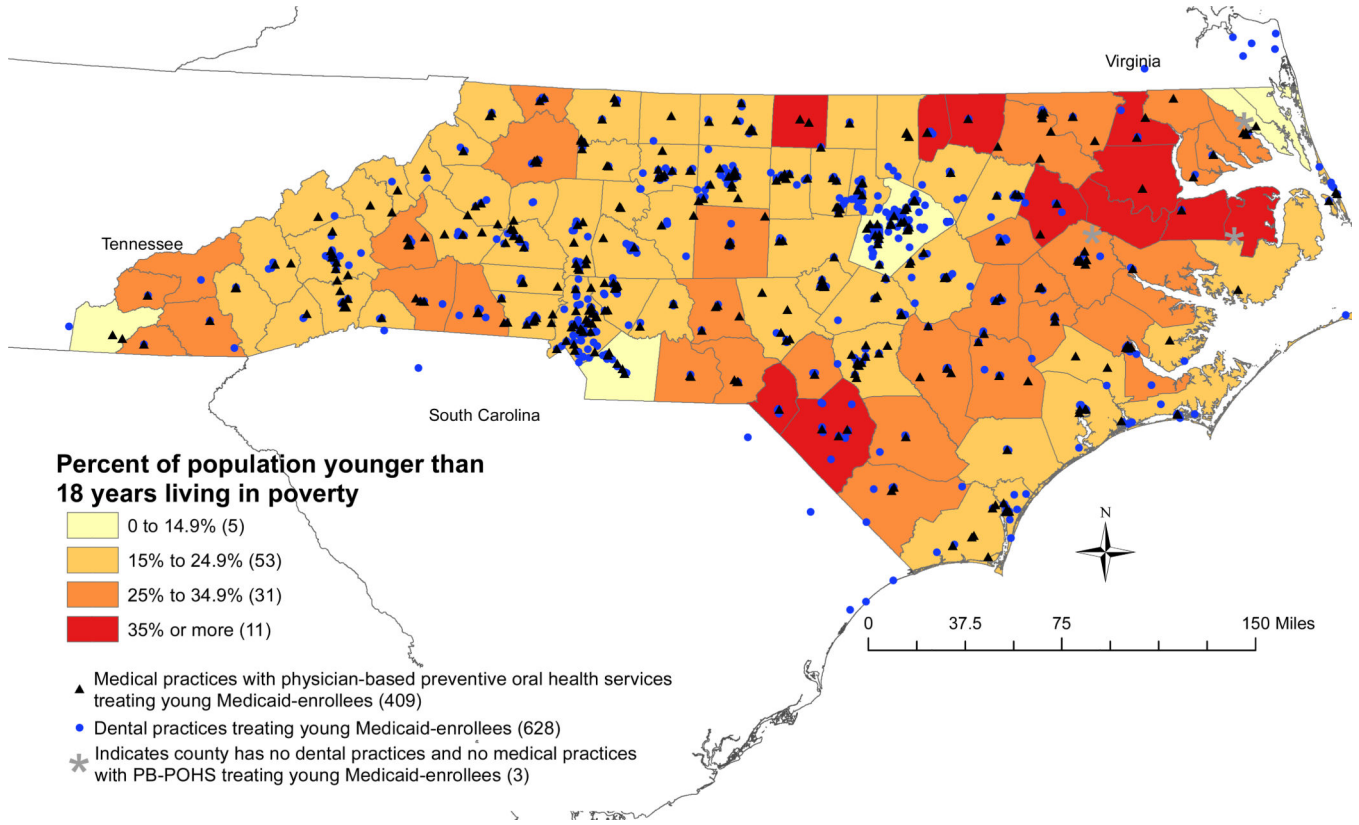 Virginia
Tennessee
South Carolina
Percent of population younger than
18 years living in poverty
0 to 14.9% (5)
15% to 24.9% (53)
25% to 34.9% (31)
35% or more (11)
Medical practices with physician-based preventive oral health services
treating young Medicaid-enrollees (409)
Dental practices treating young Medicaid-enrollees (628)
Indicates county has no dental practices and no medical practices
with PB-POHS treating young Medicaid-enrollees (3)
N
0 37.5 75 150 Miles